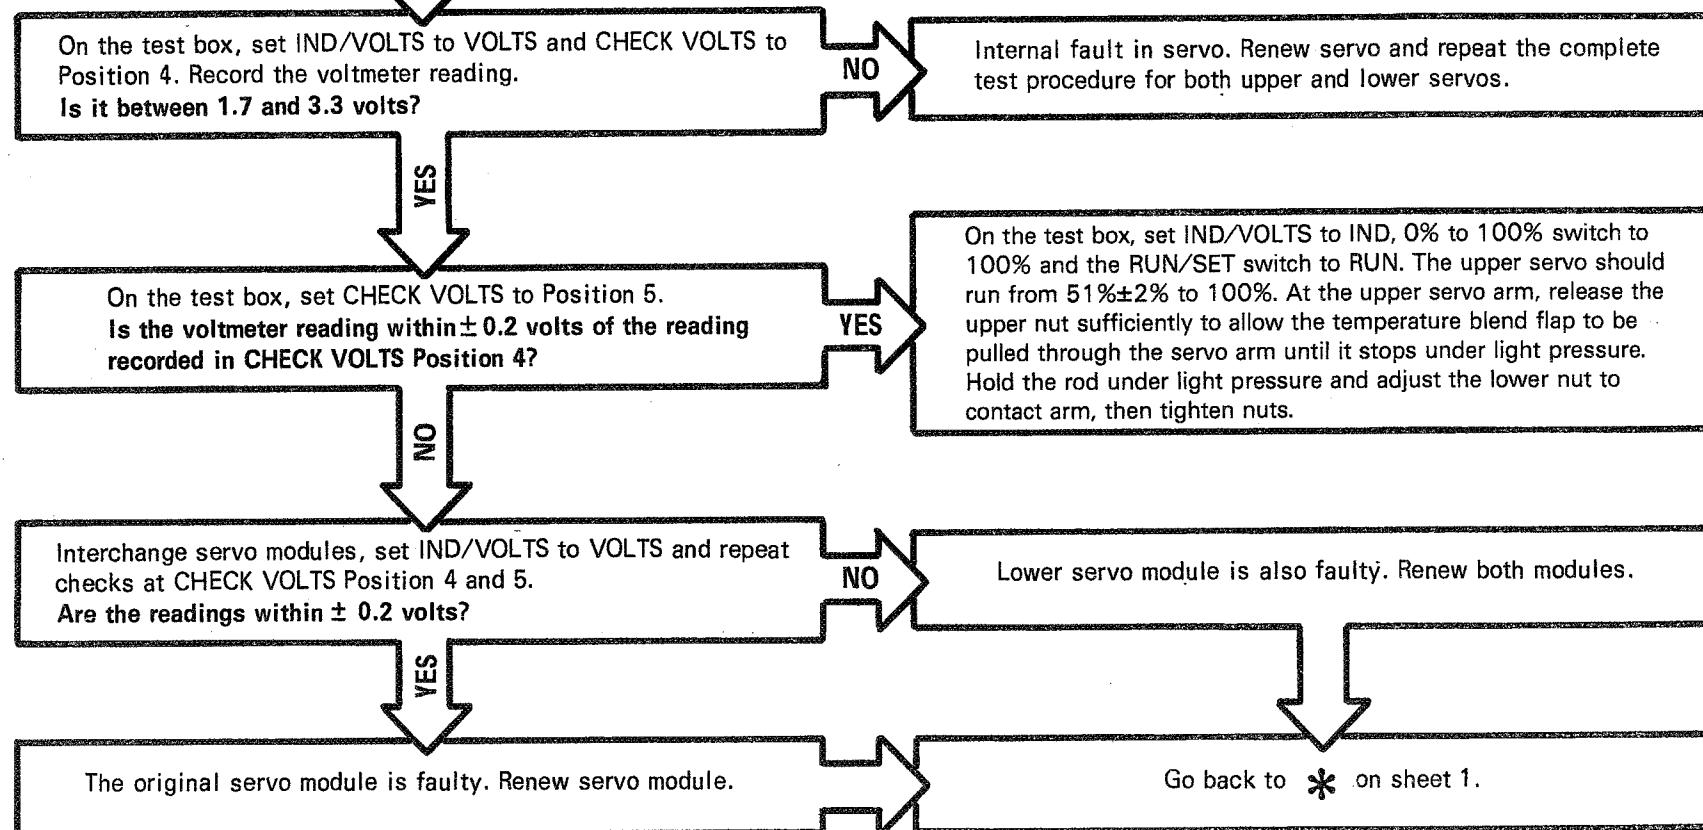 On the test box, set IND/VOLTS to VOLTS and CHECK VOLTS to
Position 4. Record the voltmeter reading.
Is it between 1.7 and 3.3 volts?
NO
Internal fault in servo. Renew servo and repeat the complete
test procedure for both upper and lower servos.
YES
On the test box, set CHECK VOLTS to Position 5.
Is the voltmeter reading within ± 0.2 volts of the reading
recorded in CHECK VOLTS Position 4?
YES
On the test box, set IND/VOLTS to IND, 0% to 100% switch to
100% and the RUN/SET switch to RUN. The upper servo should
run from 51%±2% to 100%. At the upper servo arm, release the
upper nut sufficiently to allow the temperature blend flap to be
pulled through the servo arm until it stops under light pressure.
Hold the rod under light pressure and adjust the lower nut to
contact arm, then tighten nuts.
NO
Interchange servo modules, set IND/VOLTS to VOLTS and repeat
checks at CHECK VOLTS Position 4 and 5.
Are the readings within ± 0.2 volts?
NO
Lower servo module is also faulty. Renew both modules.
YES
The original servo module is faulty. Renew servo module.
Go back to * on sheet 1.